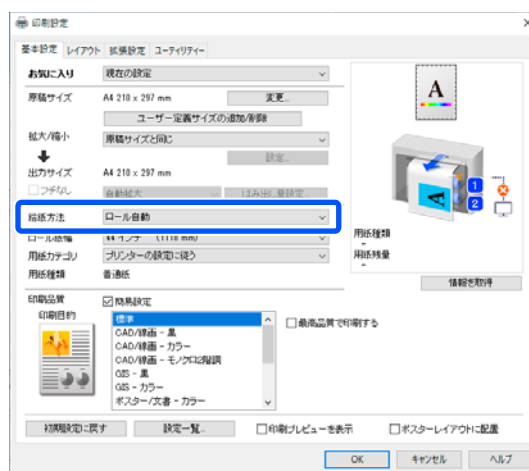 印刷設定
基本設定 レイアウト 拡張設定 ユーティリティー
お気に入り 現在の設定
原稿サイズ A4 210 x 297 mm 変更...
ユーザー定義サイズの追加/削除
拡大/縮小 原稿サイズと同じ
設定...
出力サイズ A4 210 x 297 mm
フチなし 自動拡大 はみ出し量設定...
給紙方法 ロール自動
ロール紙幅 44 インチ (1118 mm)
用紙カテゴリ プリンターの設定に従う
用紙種類 普通紙
A
A
1
2
用紙種類
-
用紙残量
-
情報を取得
印刷品質 簡易設定
印刷目的 標準
CAD/線画 - 黒
CAD/線画 - カラー
CAD/線画 - モノクロ2階調
GIS - 黒
GIS - カラー
ポスター/文書 - カラー
最高品質で印刷する
初期設定に戻す 設定一覧... 印刷プレビューを表示 ポスターレイアウトに配置
OK キャンセル ヘルプ